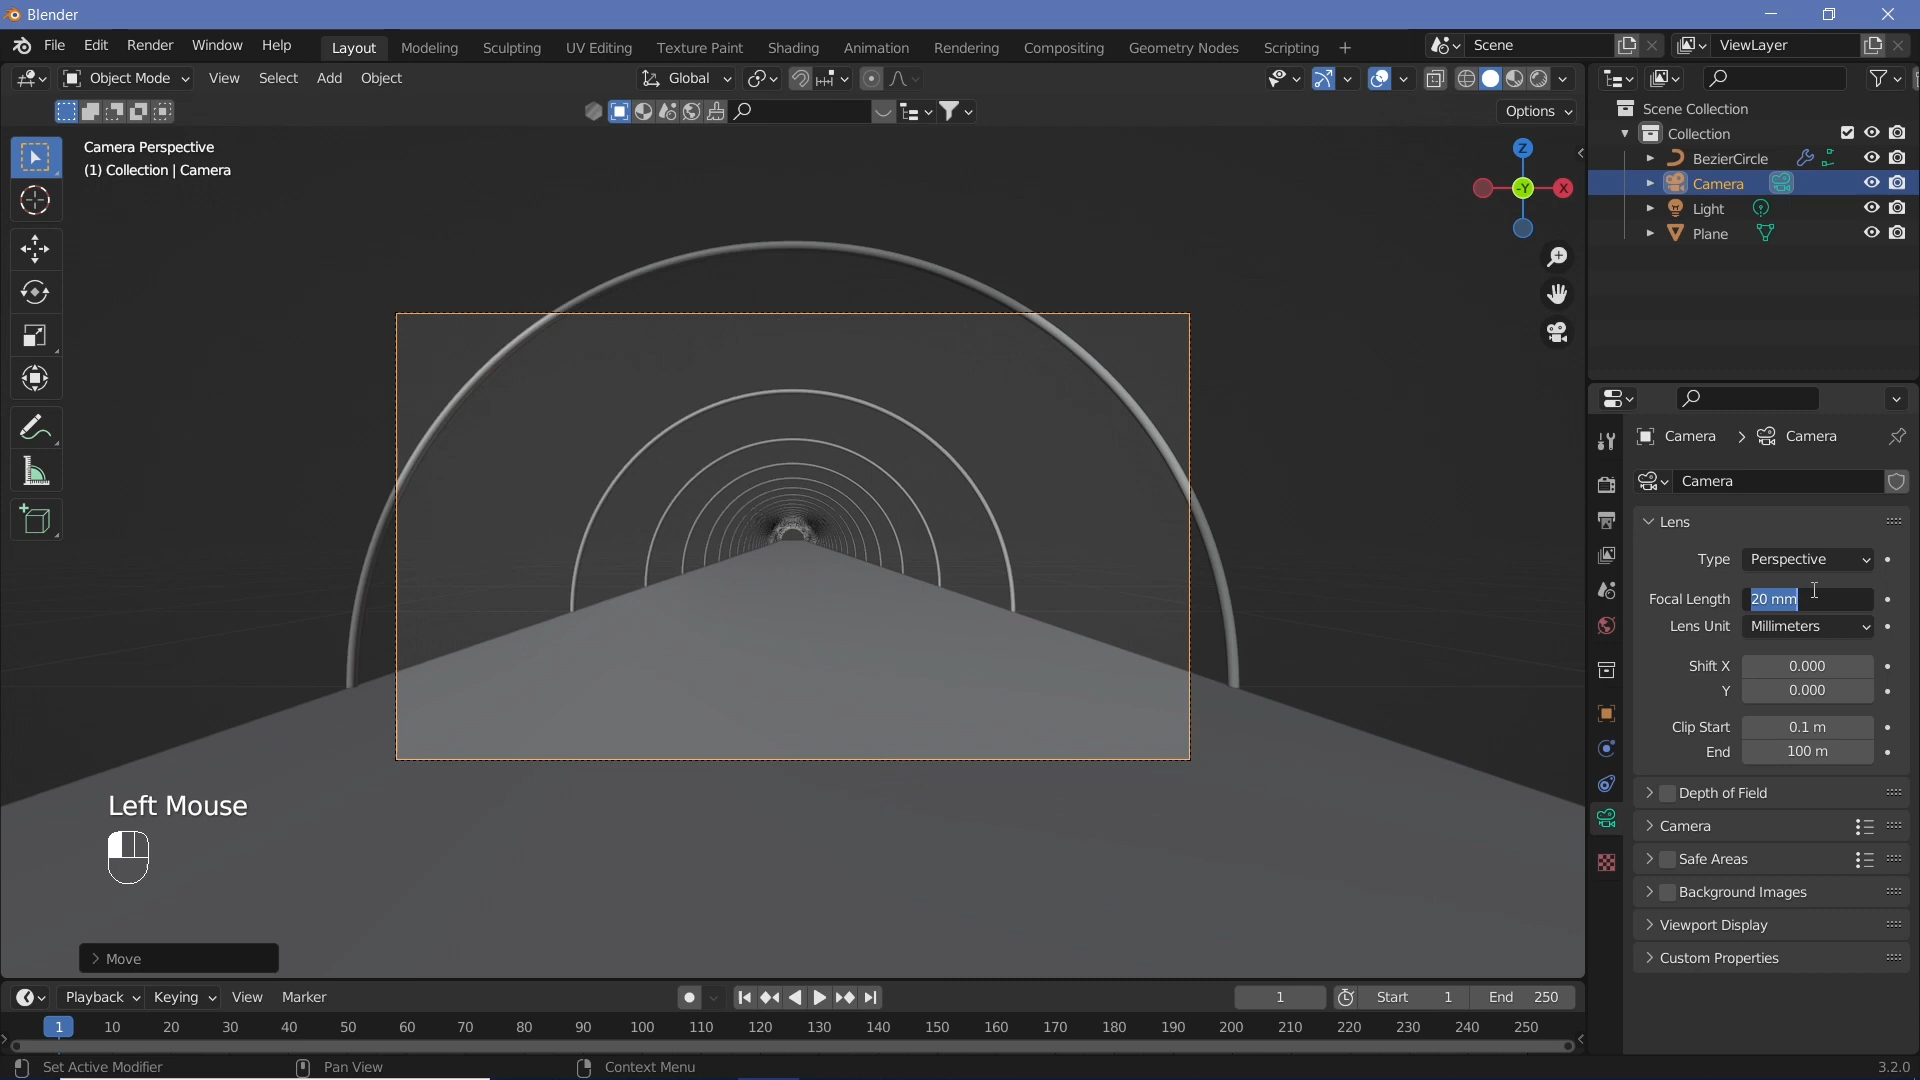 Blender
File Edit Render Window Help Layout Modeling Sculpting UV Editing Texture Paint Shading Animation Rendering Compositing Geometry Nodes Scripting + Scene ViewLayer
Object Mode View Select Add Object Global
Options
Camera Perspective
(1) Collection | Camera
Z
-Y X
Scene Collection
Collection
BezierCircle
Camera
Light
Plane
Camera > Camera
Camera
Lens
Type Perspective
Focal Length 20 mm
Lens Unit Millimeters
Shift X 0.000
Y 0.000
Clip Start 0.1 m
End 100 m
Depth of Field
Camera
Safe Areas
Background Images
Viewport Display
Custom Properties
Left Mouse
Move
Playback Keying View Marker 1 Start 1 End 250
1 10 20 30 40 50 60 70 80 90 100 110 120 130 140 150 160 170 180 190 200 210 220 230 240 250
Set Active Modifier Pan View Context Menu 3.2.0